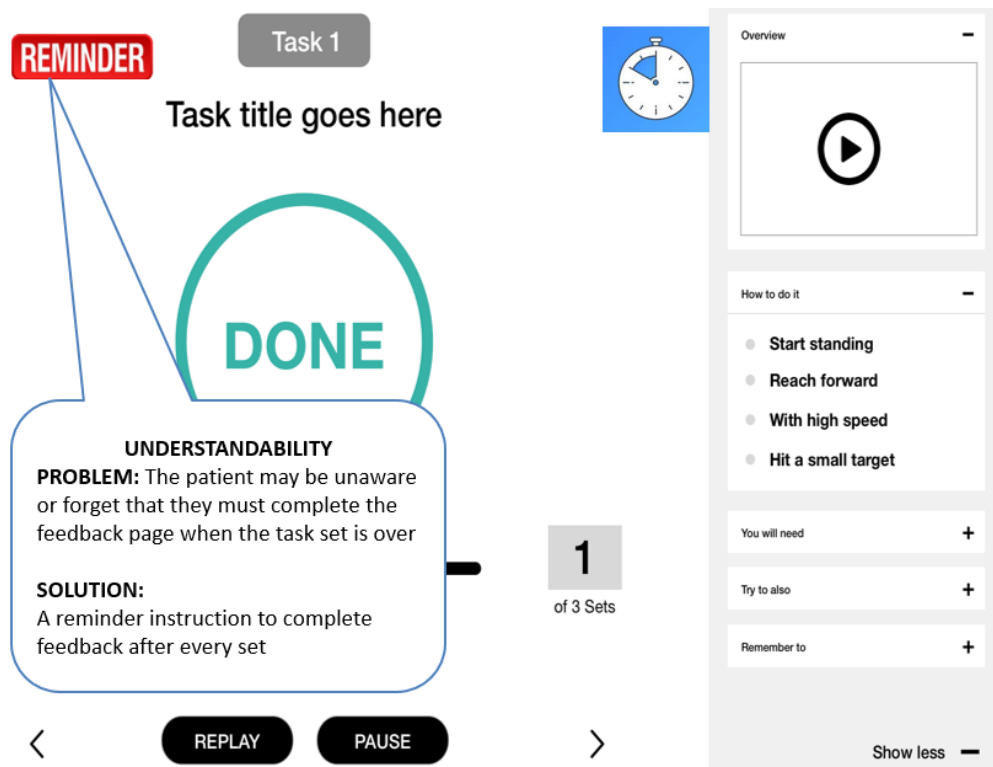 REMINDER
Task 1
Task title goes here
DONE
UNDERSTANDABILITY
PROBLEM: The patient may be unaware
or forget that they must complete the
feedback page when the task set is over
SOLUTION:
A reminder instruction to complete
feedback after every set
1
of 3 Sets
REPLAY
PAUSE
Overview
How to do it
Start standing
Reach forward
With high speed
Hit a small target
You will need
Try to also
Remember to
Show less